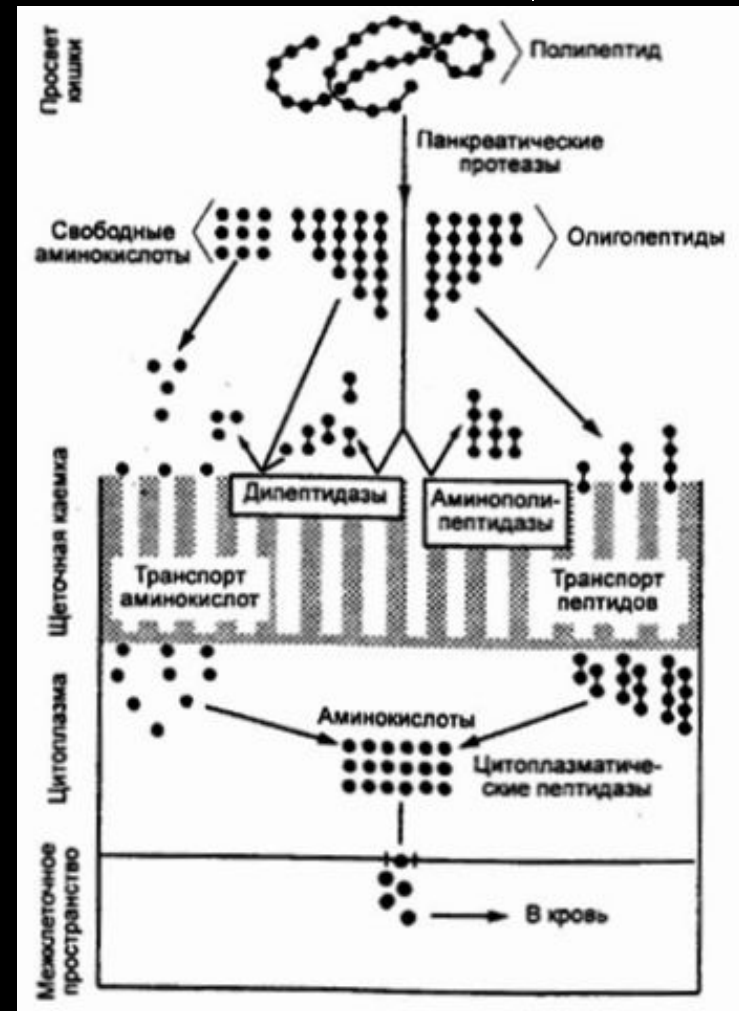 Просвет
кишки
Полипептид
Панкреатические
протеазы
Свободные
аминокислоты
Олигопептиды
Щеточная каемка
Дипептидазы
Аминополи-
пептидазы
Транспорт
аминокислот
Транспорт
пептидов
Цитоплазма
Аминокислоты
Цитоплазматиче-
ские пептидазы
Межклеточное
пространство
В кровь